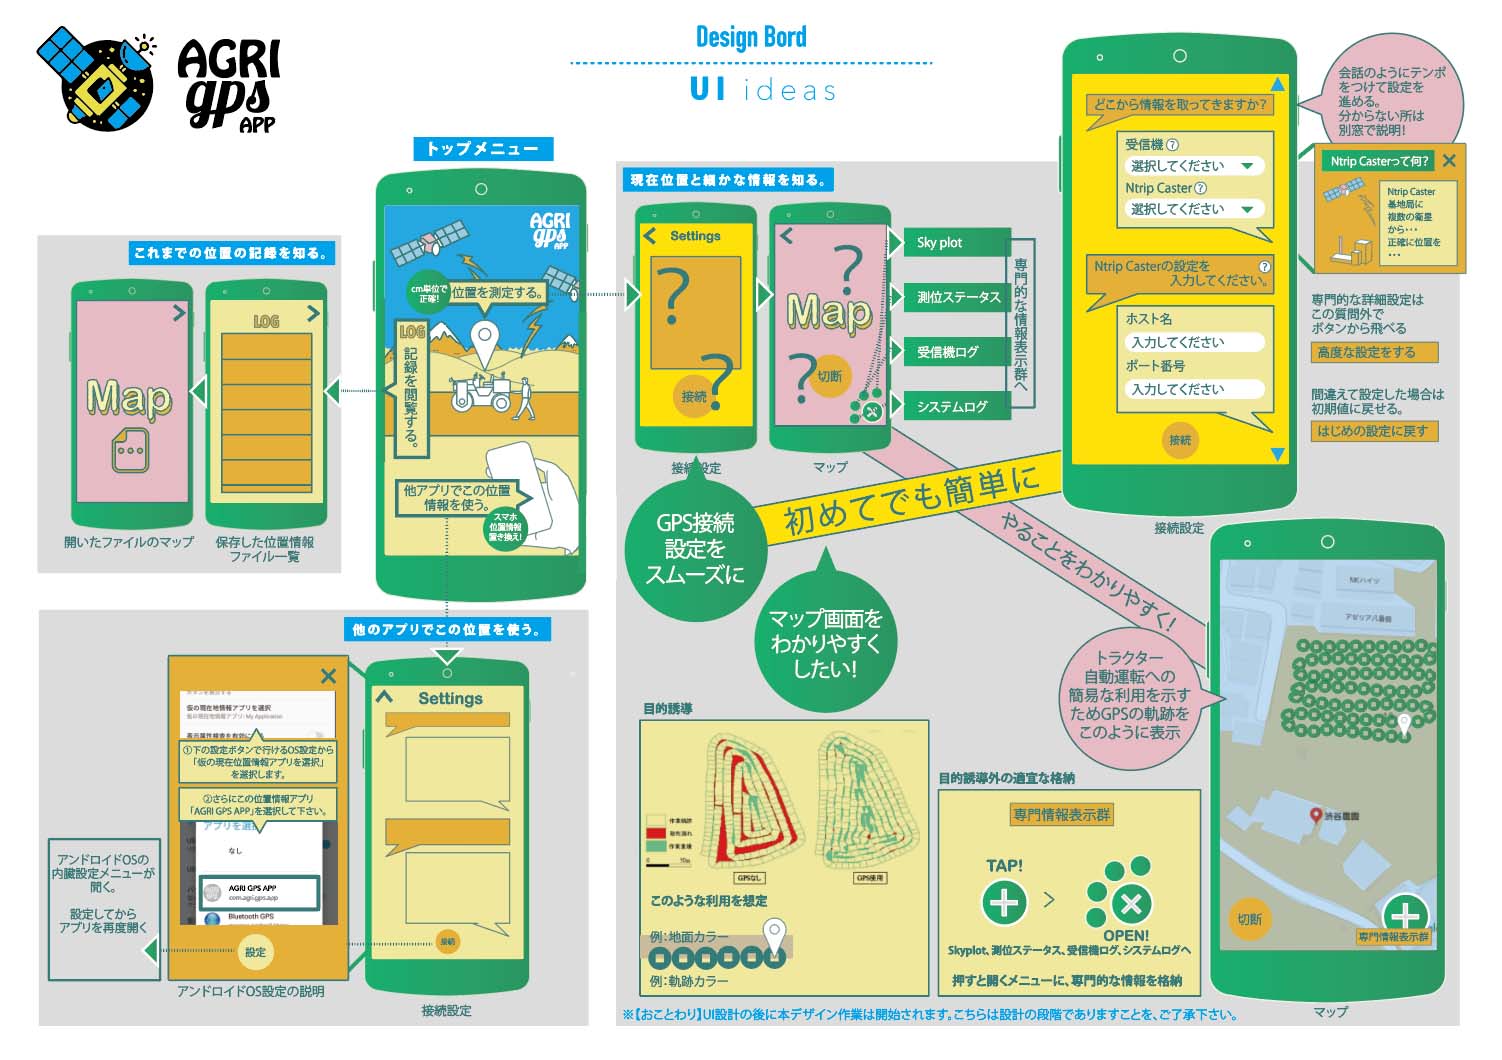 AGRI
gps
APP
Design Bord
UI ideas
トップメニュー
AGRI
gps
APP
cm単位で
正確!
位置を測定する。
LOG
記録を閲覧する。
他アプリでこの位置
情報を使う。
スマホ
位置情報
置き換え!
これまでの位置の記録を知る。
Map
LOG
開いたファイルのマップ
保存した位置情報
ファイル一覧
現在位置と細かな情報を知る。
Settings
?
?
接続
接続設定
?
Map
?
切断
マップ
Sky plot
測位ステータス
受信機ログ
システムログ
専門的な情報表示群へ
GPS接続
設定を
スムーズに
初めてでも簡単に
マップ画面を
わかりやすく
したい!
やることをわかりやすく!
どこから情報を取ってきますか?
受信機?
選択してください
Ntrip Caster?
選択してください
Ntrip Casterの設定を
入力してください。
?
ホスト名
入力してください
ポート番号
入力してください
接続
接続設定
会話のようにテンポ
をつけて設定を
進める。
分からない所は
別窓で説明!
Ntrip Casterって何?
Ntrip Caster
基地局に
複数の衛星
から・・・
正確に位置を
・・・
専門的な詳細設定は
この質問外で
ボタンから飛べる
高度な設定をする
間違えて設定した場合は
初期値に戻せる。
はじめの設定に戻す
トラクター
自動運転への
簡易な利用を示す
ためGPSの軌跡を
このように表示
NKハイツ
アゼリア八番館
渋谷農園
切断
専門情報表示群
マップ
他のアプリでこの位置を使う。
仮の現在地情報アプリを選択
仮の現在地情報アプリ: My Application
表示属性検査を有効に
①下の設定ボタンで行けるOS設定から
「仮の現在位置情報アプリを選択」
を選択します。
②さらにこの位置情報アプリ
「AGRI GPS APP」を選択して下さい。
アプリを選
なし
AGRI GPS APP
com.agri.gps.app
Bluetooth GPS
設定
アンドロイドOS設定の説明
アンドロイドOSの
内臓設定メニューが
開く。
設定してから
アプリを再度開く
Settings
接続
接続設定
目的誘導
作業軌跡
散布漏れ
作業重複
0
10m
GPSなし
GPS使用
このような利用を想定
例:地面カラー
例:軌跡カラー
目的誘導外の適宜な格納
専門情報表示群
TAP!
OPEN!
Skyplot、測位ステータス、受信機ログ、システムログへ
押すと開くメニューに、専門的な情報を格納
※【おことわり】UI設計の後に本デザイン作業は開始されます。こちらは設計の段階でありますことを、ご了承下さい。